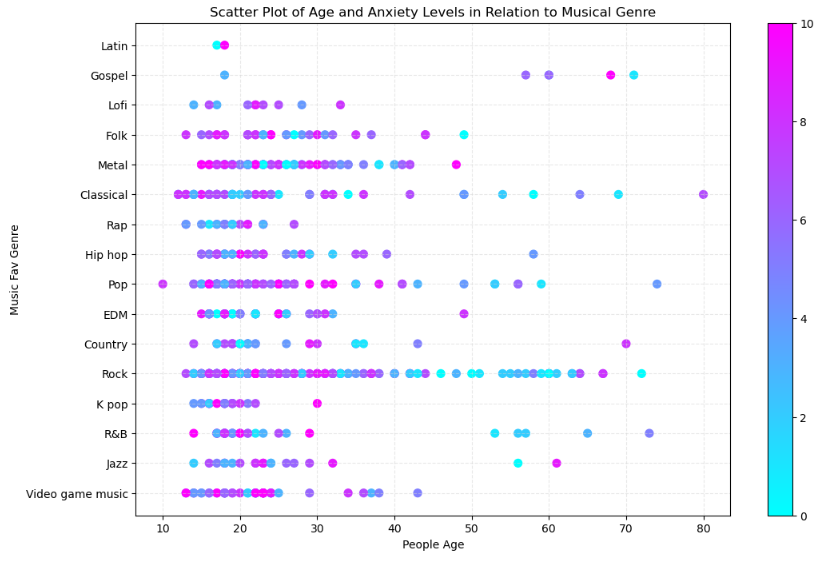 Scatter Plot of Age and Anxiety Levels in Relation to Musical Genre
Music Fav Genre
Latin
Gospel
Lofi
Folk
Metal
Classical
Rap
Hip hop
Pop
EDM
Country
Rock
K pop
R&B
Jazz
Video game music
10 20 30 40 50 60 70 80
People Age
10
8
6
4
2
0